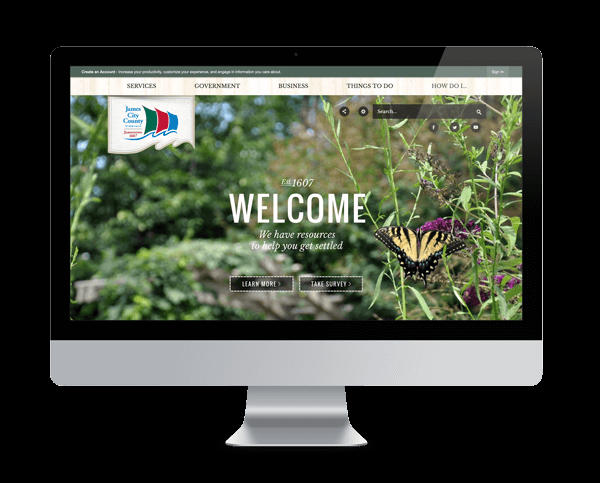 Create an Account - Increase your productivity, customize your experience, and engage in information you care about.
Sign In
SERVICES GOVERNMENT BUSINESS THINGS TO DO HOW DO I...
James
City
County
Jamestown
1607
Search...
Est. 1607
WELCOME
We have resources
to help you get settled
LEARN MORE >
TAKE SURVEY >